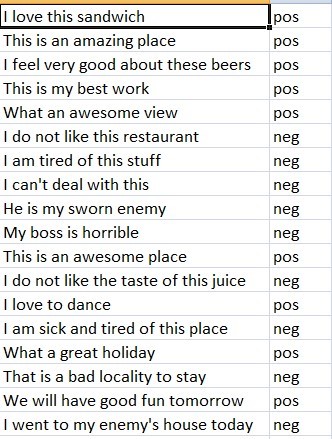 I love this sandwich pos
This is an amazing place pos
I feel very good about these beers pos
This is my best work pos
What an awesome view pos
I do not like this restaurant neg
I am tired of this stuff neg
I can't deal with this neg
He is my sworn enemy neg
My boss is horrible neg
This is an awesome place pos
I do not like the taste of this juice neg
I love to dance pos
I am sick and tired of this place neg
What a great holiday pos
That is a bad locality to stay neg
We will have good fun tomorrow pos
I went to my enemy's house today neg